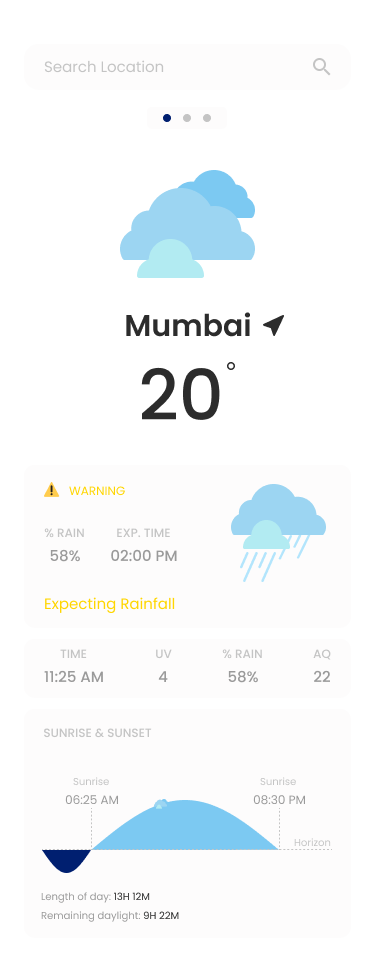 Search Location
Mumbai
20°
WARNING
% RAIN EXP. TIME
58% 02:00 PM
Expecting Rainfall
TIME UV % RAIN AQ
11:25 AM 4 58% 22
SUNRISE & SUNSET
Sunrise Sunrise
06:25 AM 08:30 PM
Horizon
Length of day: 13H 12M
Remaining daylight: 9H 22M